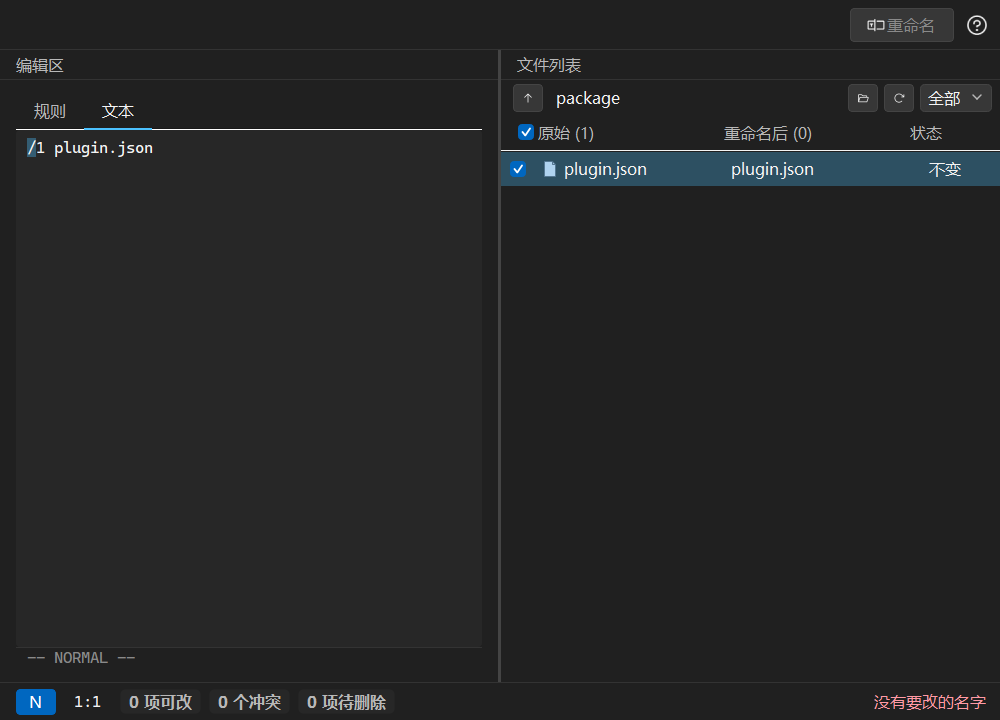 重命名
编辑区
文件列表
规则 文本
package
全部
原始 (1) 重命名后 (0) 状态
/1 plugin.json
plugin.json plugin.json 不变
-- NORMAL --
N 1:1 0 项可改 0 个冲突 0 项待删除 没有要改的名字